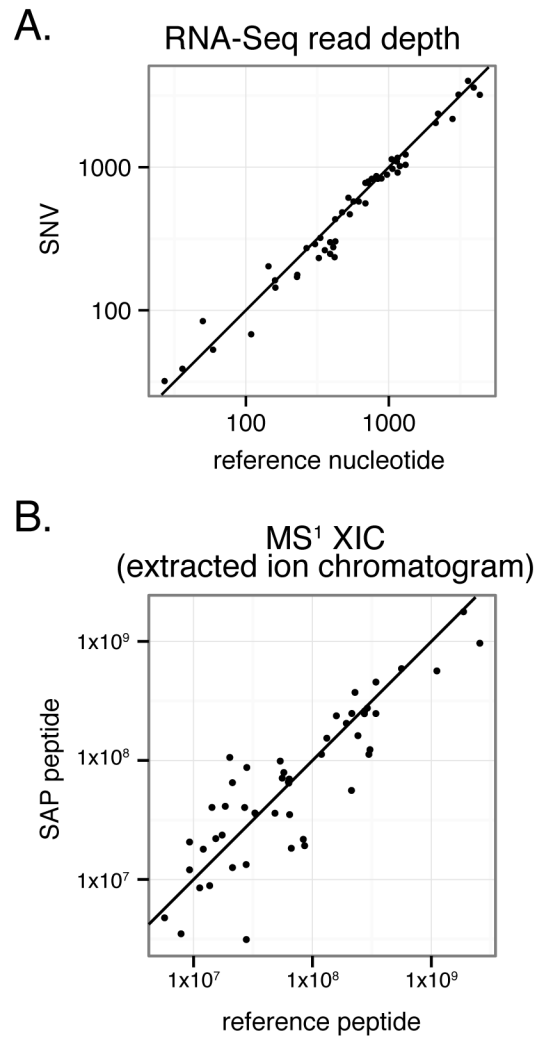 A.
RNA-Seq read depth
SNV
1000
100
100 1000
reference nucleotide
B.
MS¹ XIC
(extracted ion chromatogram)
SAP peptide
1x10⁹
1x10⁸
1x10⁷
1x10⁷ 1x10⁸ 1x10⁹
reference peptide